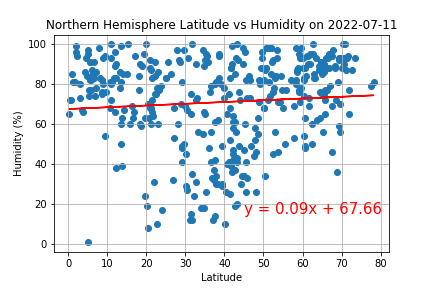 Northern Hemisphere Latitude vs Humidity on 2022-07-11
100
80
60
40
20
0
Humidity (%)
y = 0.09x + 67.66
0 10 20 30 40 50 60 70 80
Latitude